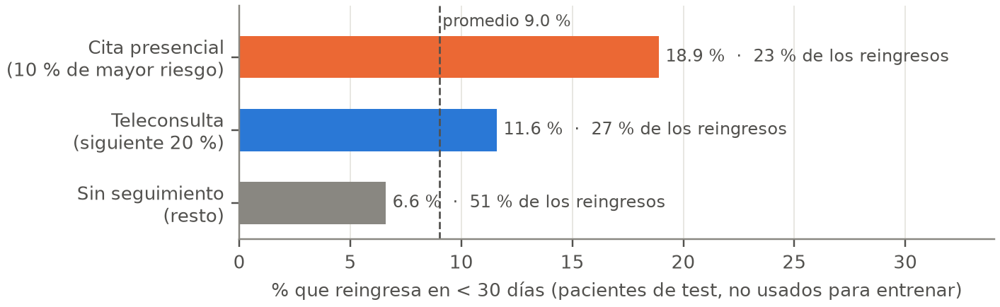 promedio 9.0 %
Cita presencial
(10 % de mayor riesgo)
18.9 %  ·  23 % de los reingresos
Teleconsulta
(siguiente 20 %)
11.6 %  ·  27 % de los reingresos
Sin seguimiento
(resto)
6.6 %  ·  51 % de los reingresos
0 5 10 15 20 25 30
% que reingresa en < 30 días (pacientes de test, no usados para entrenar)